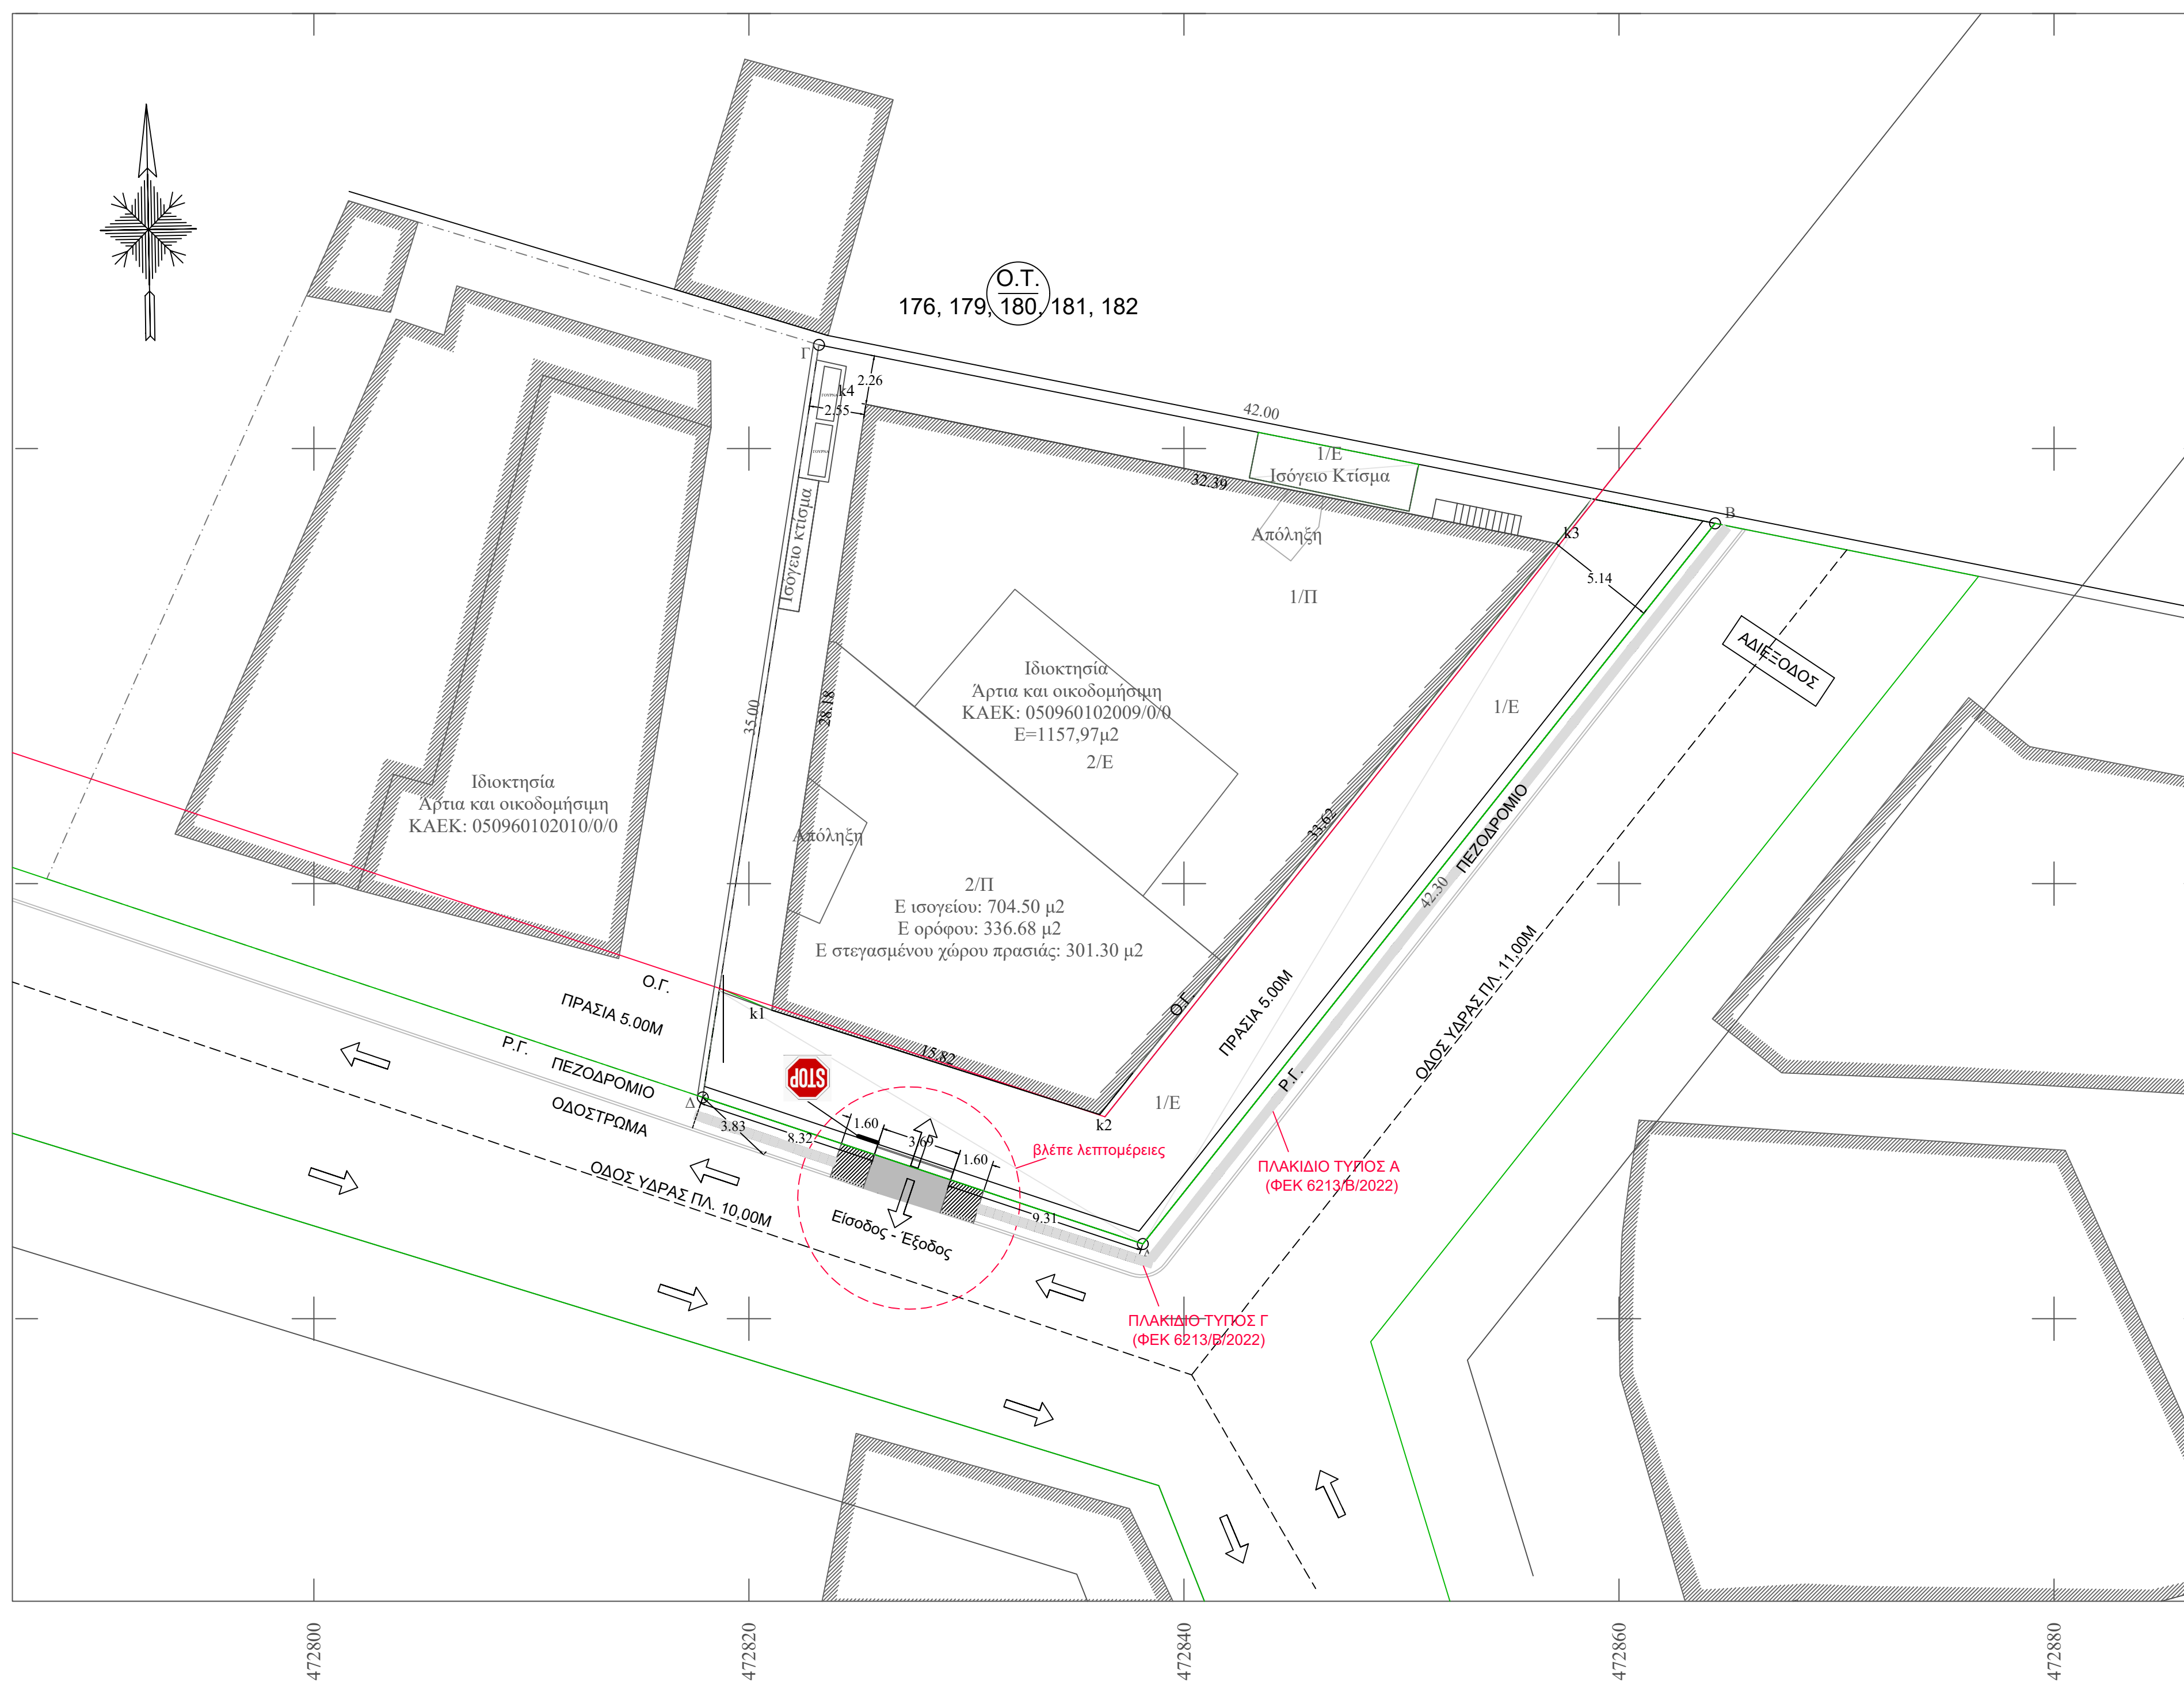 Ο.Τ.
176, 179, 180, 181, 182
Γ
k4
2.26
2.55
ΓΟΥΡΝΑ
ΓΟΥΡΝΑ
42.00
1/Ε
Ισόγειο Κτίσμα
32.39
Απόληξη
Β
k3
5.14
1/Π
Ισόγειο κτίσμα
ΑΔΙΕΞΟΔΟΣ
Ιδιοκτησία
Άρτια και οικοδομήσιμη
ΚΑΕΚ: 050960102009/0/0
Ε=1157,97μ2
2/Ε
1/Ε
35.00
28.18
Ιδιοκτησία
Άρτια και οικοδομήσιμη
ΚΑΕΚ: 050960102010/0/0
Απόληξη
33.62
ΠΕΖΟΔΡΟΜΙΟ
42.30
2/Π
Ε ισογείου: 704.50 μ2
Ε ορόφου: 336.68 μ2
Ε στεγασμένου χώρου πρασιάς: 301.30 μ2
Ο.Γ.
ΠΡΑΣΙΑ 5.00Μ
k1
Ο.Γ.
ΠΡΑΣΙΑ 5.00Μ
ΟΔΟΣ ΥΔΡΑΣ ΠΛ. 11,00Μ
Ρ.Γ.
ΠΕΖΟΔΡΟΜΙΟ
ΟΔΟΣΤΡΩΜΑ
15.82
STOP
Ρ.Γ.
Δ
3.83
8.32
1.60
3.69
1.60
1/Ε
k2
βλέπε λεπτομέρειες
ΠΛΑΚΙΔΙΟ ΤΥΠΟΣ Α
(ΦΕΚ 6213/Β/2022)
ΟΔΟΣ ΥΔΡΑΣ ΠΛ. 10,00Μ
Είσοδος - Έξοδος
9.31
Α
ΠΛΑΚΙΔΙΟ ΤΥΠΟΣ Γ
(ΦΕΚ 6213/Β/2022)
472800
472820
472840
472860
472880